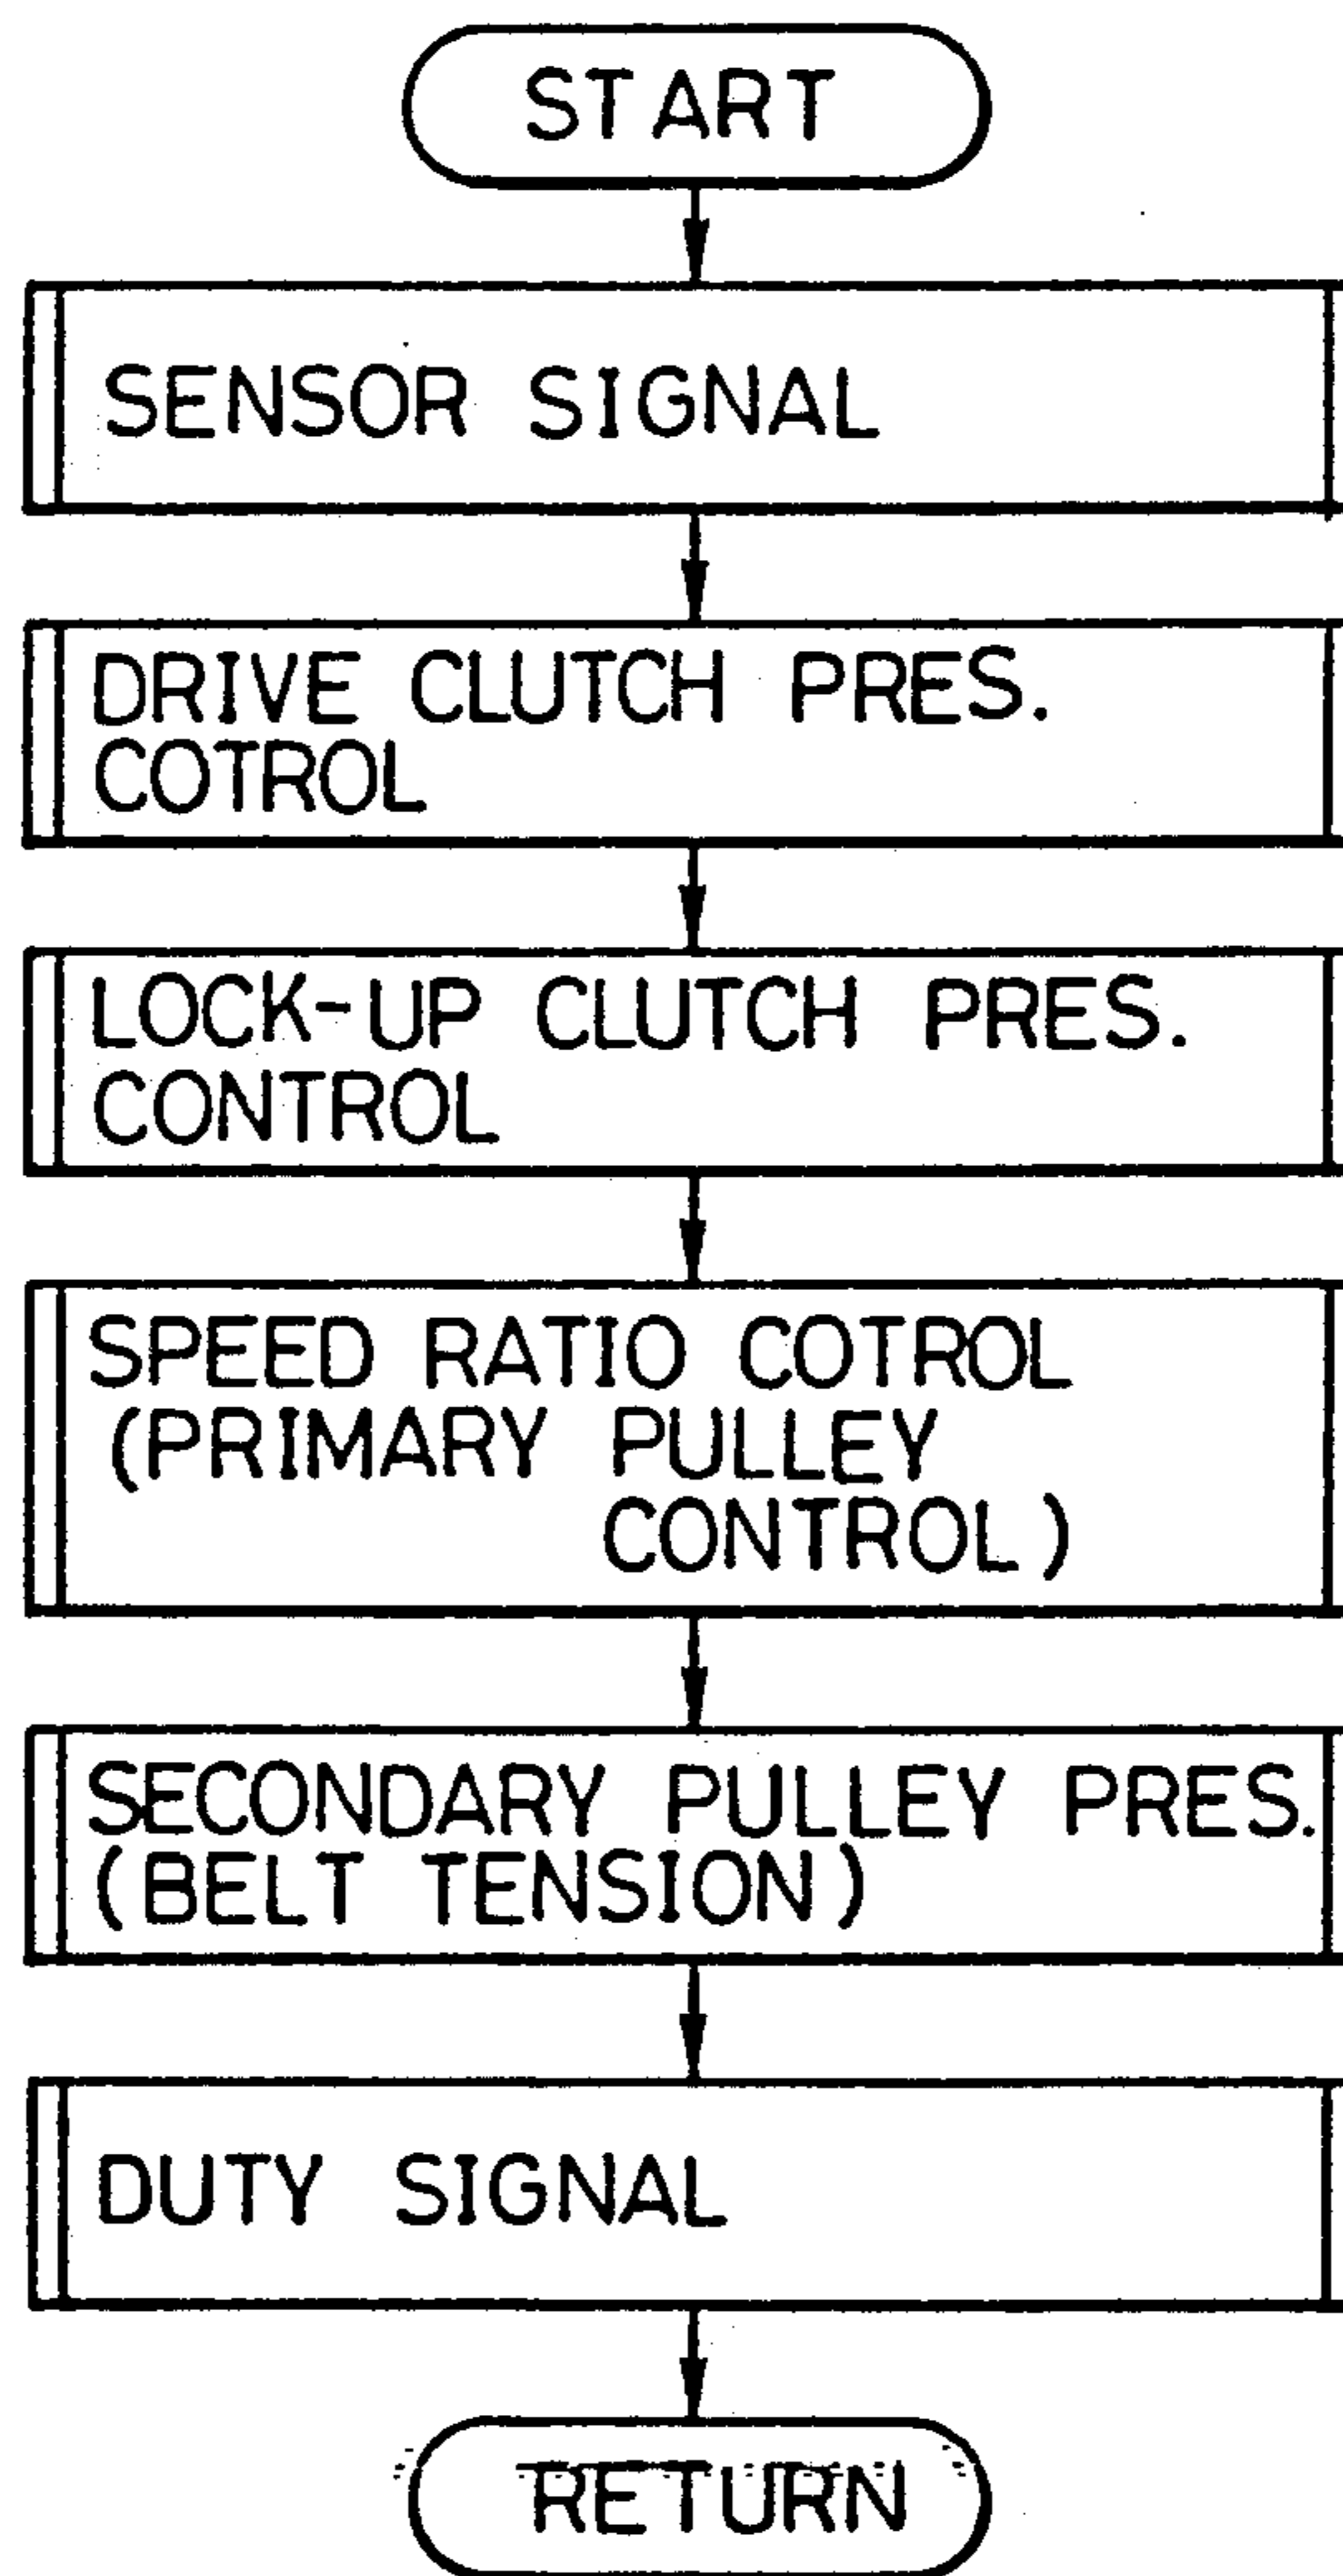 START
SENSOR SIGNAL
DRIVE CLUTCH PRES.
COTROL
LOCK-UP CLUTCH PRES.
CONTROL
SPEED RATIO COTROL
(PRIMARY PULLEY
CONTROL)
SECONDARY PULLEY PRES.
(BELT TENSION)
DUTY SIGNAL
RETURN